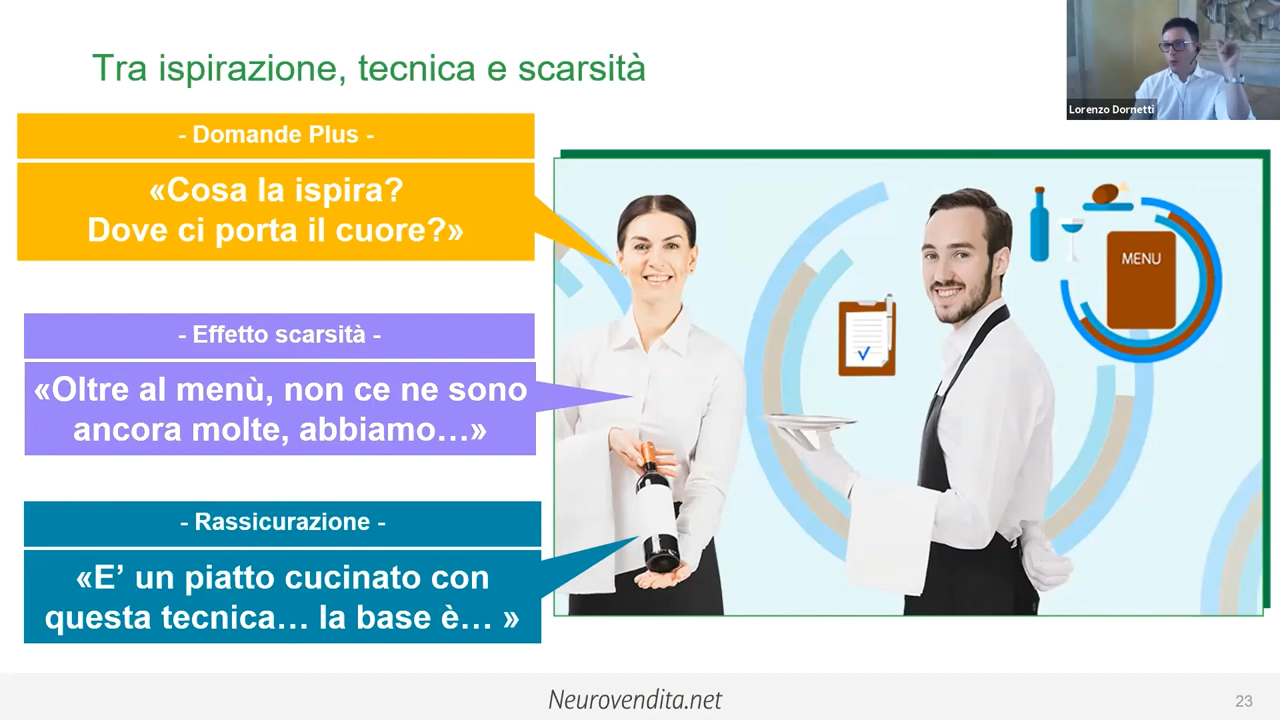 Tra ispirazione, tecnica e scarsità
Lorenzo Dornetti
- Domande Plus -
«Cosa la ispira?
Dove ci porta il cuore?»
- Effetto scarsità -
«Oltre al menù, non ce ne sono
ancora molte, abbiamo…»
- Rassicurazione -
«E’ un piatto cucinato con
questa tecnica… la base è… »
MENU
Neurovendita.net
23